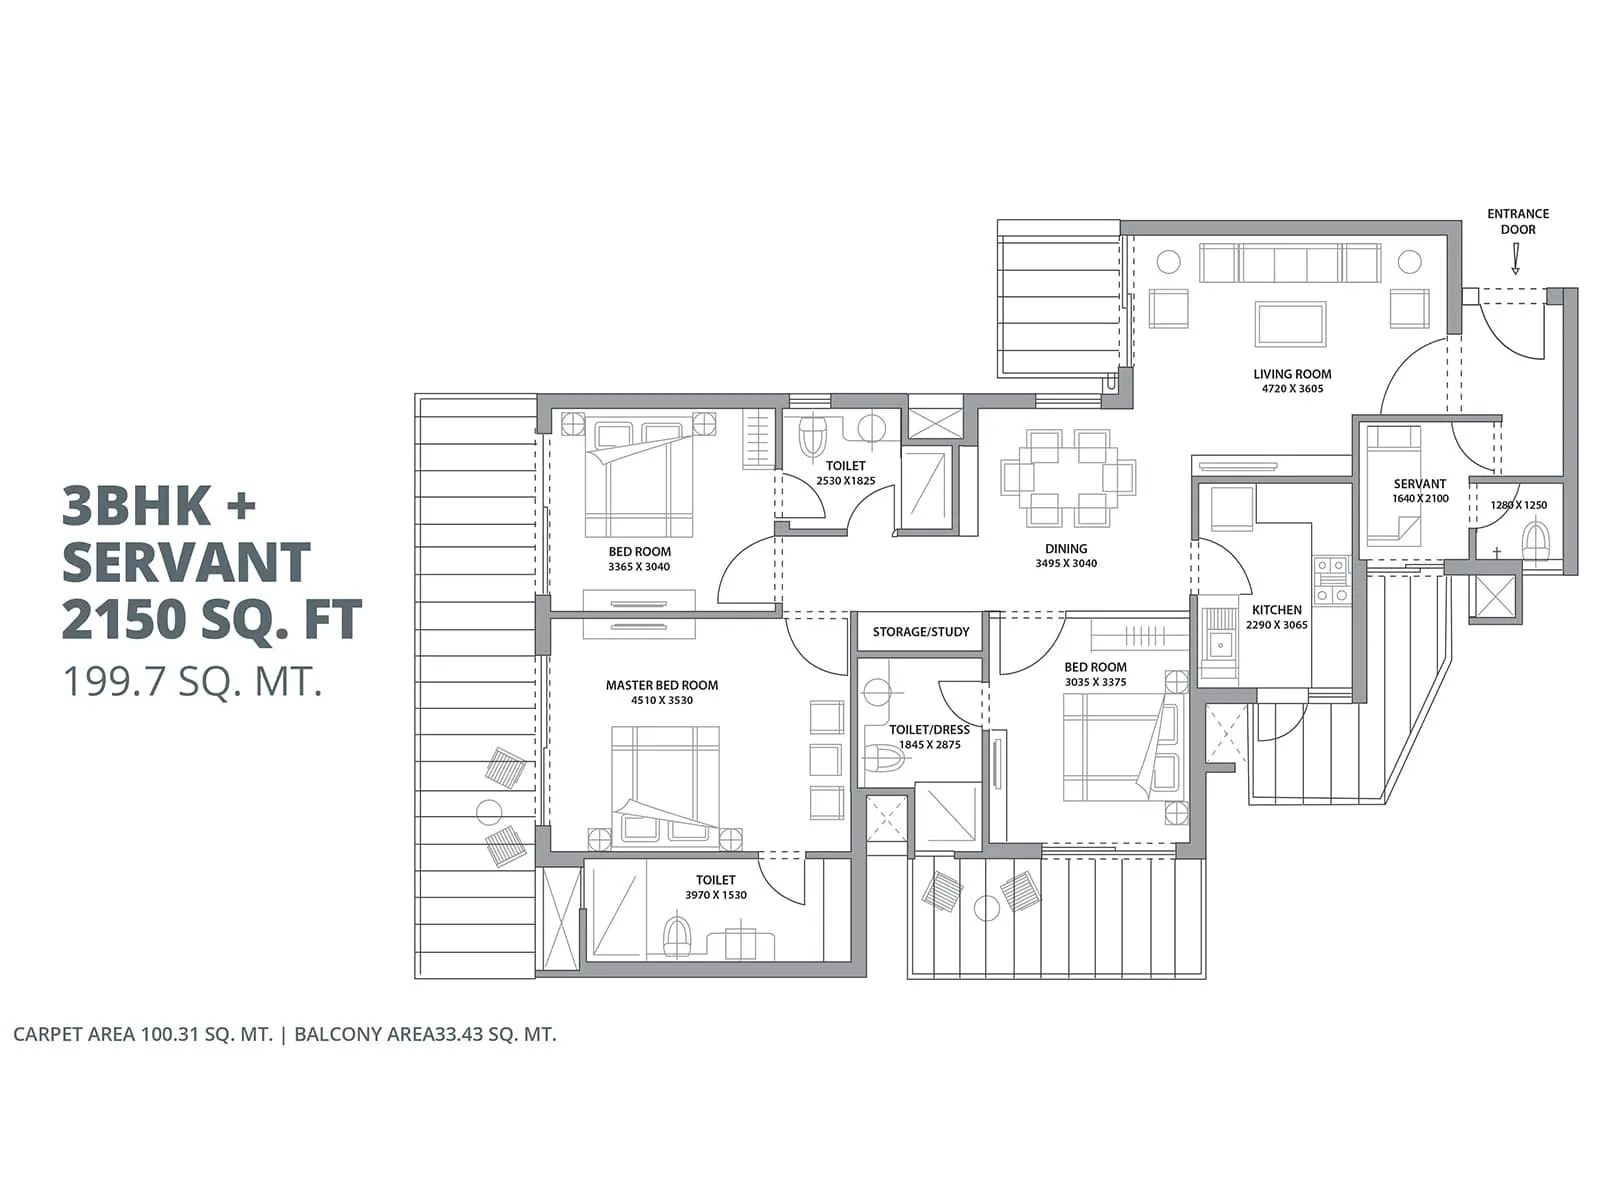 3BHK +
SERVANT
2150 SQ. FT
199.7 SQ. MT.
ENTRANCE
DOOR
LIVING ROOM
4720 X 3605
TOILET
2530 X1825
SERVANT
1640 X 2100
1280 X 1250
BED ROOM
3365 X 3040
DINING
3495 X 3040
KITCHEN
2290 X 3065
STORAGE/STUDY
BED ROOM
3035 X 3375
MASTER BED ROOM
4510 X 3530
TOILET/DRESS
1845 X 2875
TOILET
3970 X 1530
CARPET AREA 100.31 SQ. MT. | BALCONY AREA33.43 SQ. MT.